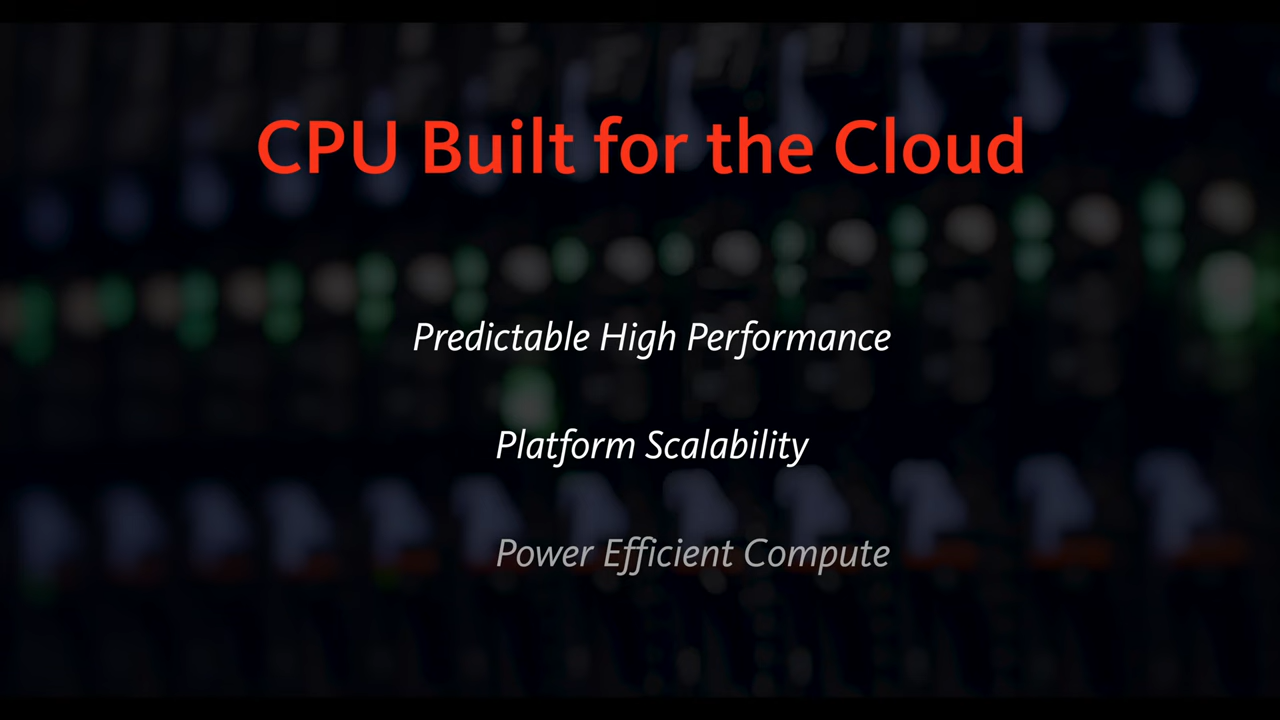 CPU Built for the Cloud
Predictable High Performance
Platform Scalability
Power Efficient Compute